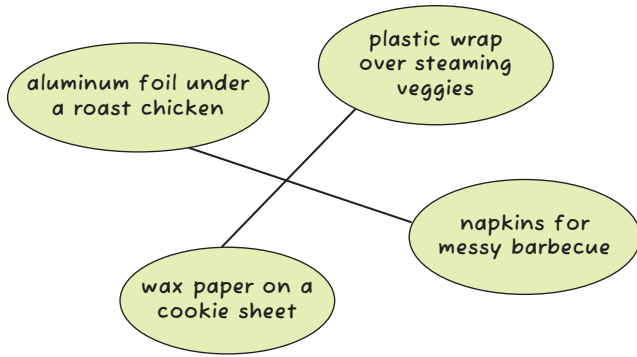 plastic wrap
over steaming
veggies
aluminum foil under
a roast chicken
napkins for
messy barbecue
wax paper on a
cookie sheet